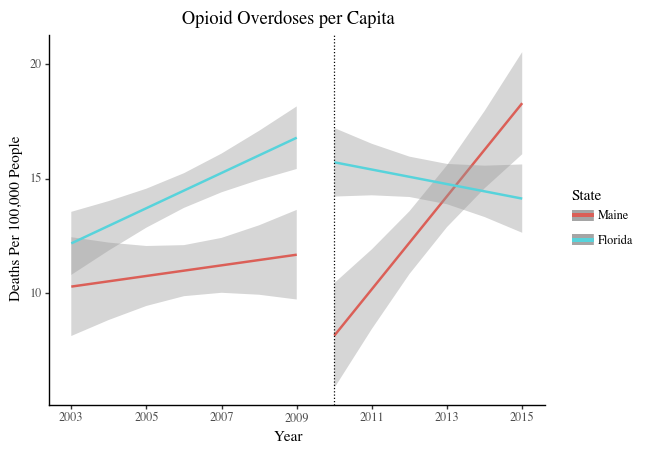 Opioid Overdoses per Capita
Deaths Per 100,000 People
20
15
10
2003 2005 2007 2009 2011 2013 2015
Year
State
Maine
Florida